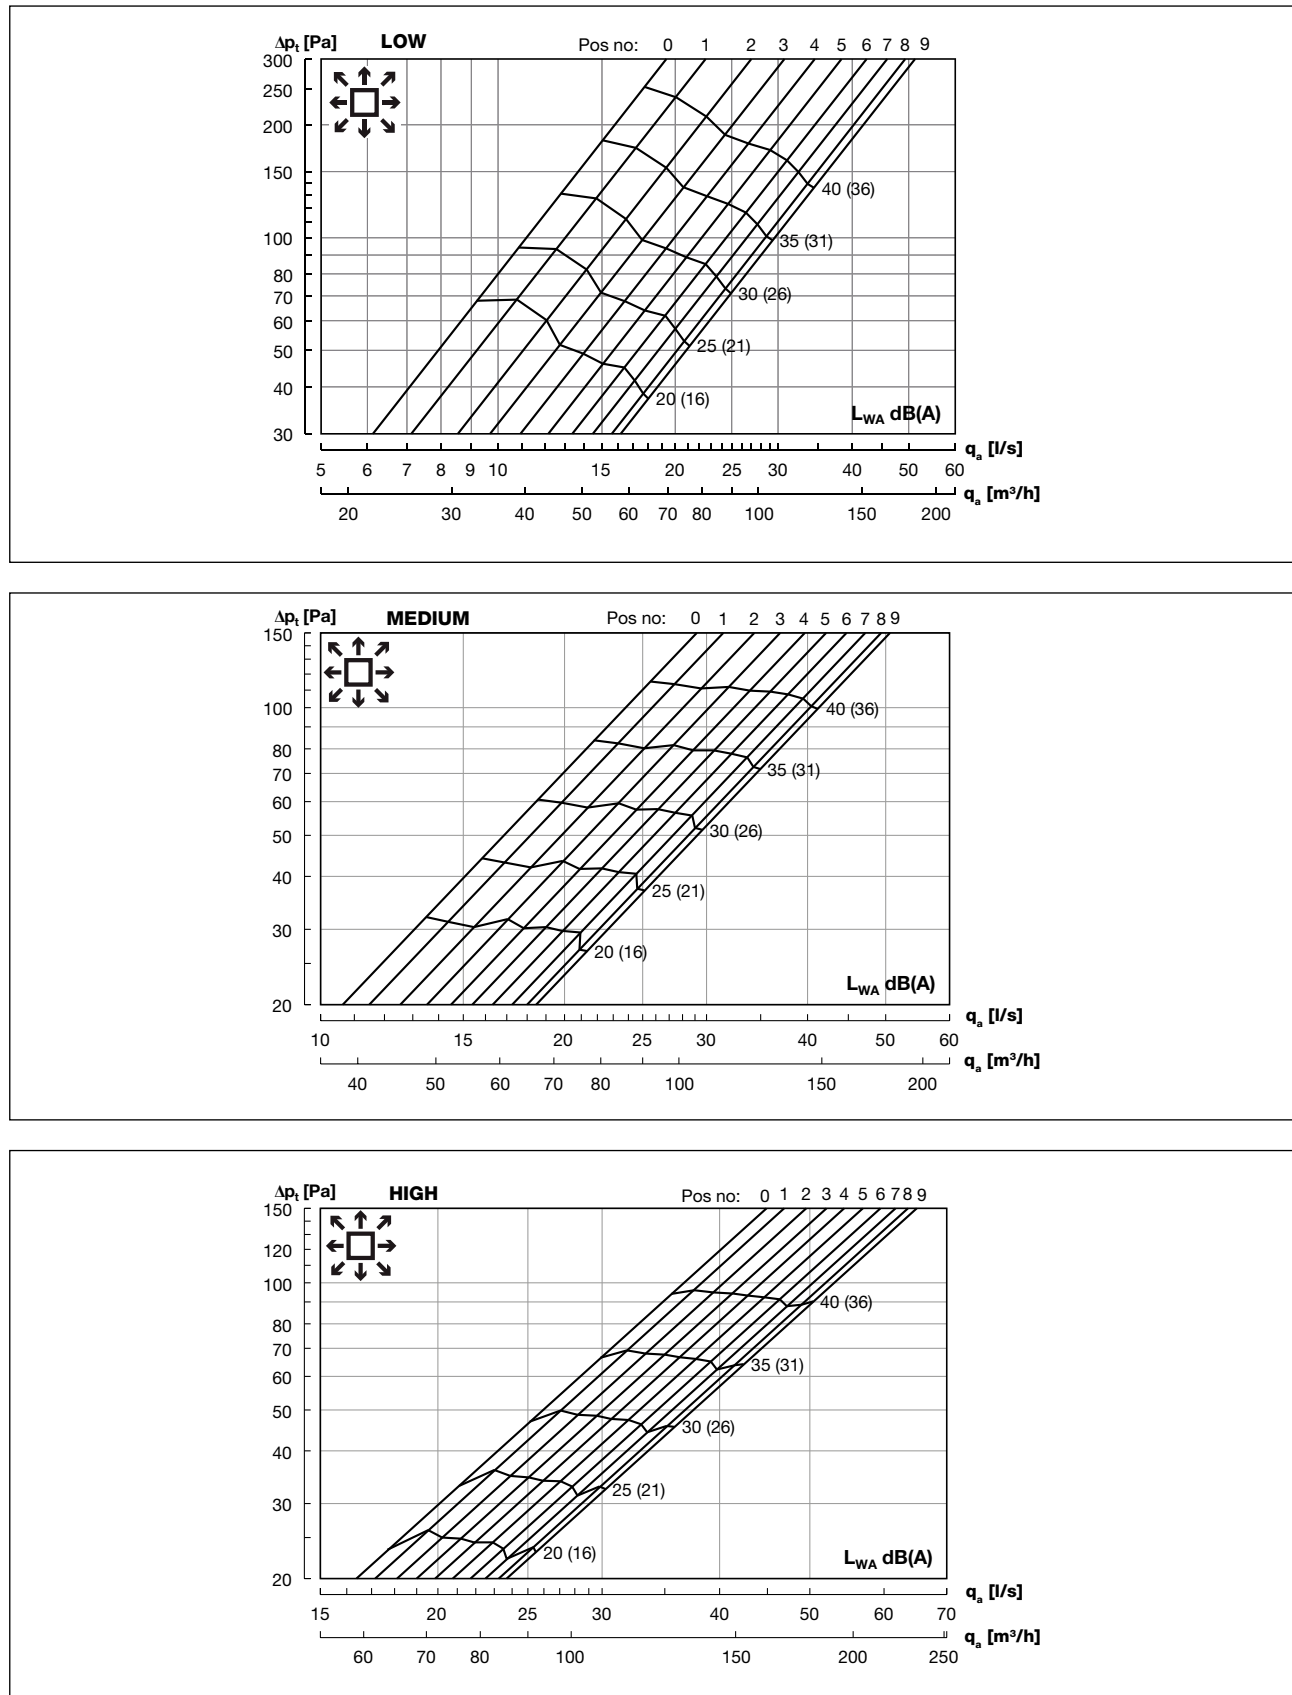 Δpt [Pa] LOW Pos no: 0 1 2 3 4 5 6 7 8 9
300
250
200
150
40 (36)
35 (31)
100
80
30 (26)
70
60
25 (21)
50
40
20 (16)
LWA dB(A)
30
qa [l/s]
5 6 7 8 9 10 15 20 25 30 40 50 60
qa [m³/h]
20 30 40 50 60 70 80 100 150 200
Δpt [Pa] MEDIUM Pos no: 0 1 2 3 4 5 6 7 8 9
150
100
40 (36)
80
35 (31)
70
60
30 (26)
50
40
25 (21)
30
20 (16)
LWA dB(A)
20
qa [l/s]
10 15 20 25 30 40 50 60
qa [m³/h]
40 50 60 70 80 100 150 200
Δpt [Pa] HIGH Pos no: 0 1 2 3 4 5 6 7 8 9
150
120
100
40 (36)
80
70
35 (31)
60
50
30 (26)
40
25 (21)
30
20 (16)
LWA dB(A)
20
qa [l/s]
15 20 25 30 40 50 60 70
qa [m³/h]
60 70 80 100 150 200 250